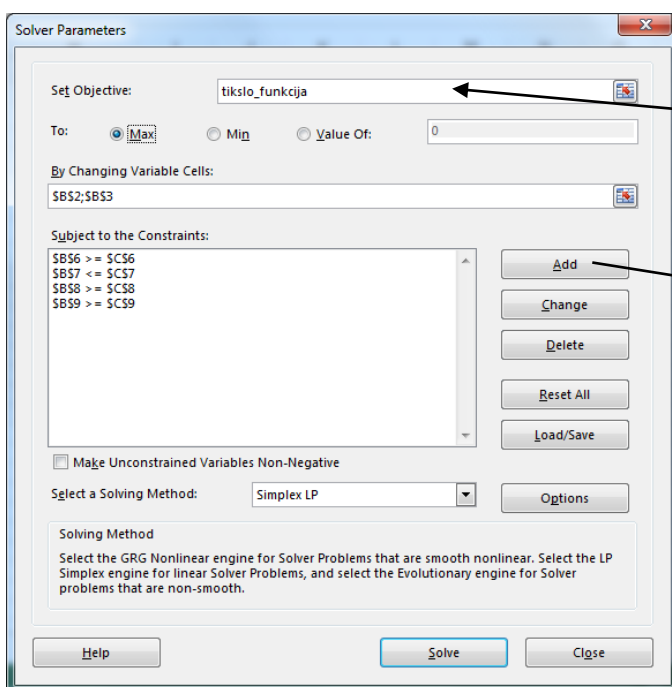 Solver Parameters
Set Objective: tikslo_funkcija
To: Max Min Value Of: 0
By Changing Variable Cells:
$B$2;$B$3
Subject to the Constraints:
$B$6 >= $C$6
$B$7 <= $C$7
$B$8 >= $C$8
$B$9 >= $C$9
Add
Change
Delete
Reset All
Load/Save
Make Unconstrained Variables Non-Negative
Select a Solving Method: Simplex LP Options
Solving Method
Select the GRG Nonlinear engine for Solver Problems that are smooth nonlinear. Select the LP
Simplex engine for linear Solver Problems, and select the Evolutionary engine for Solver
problems that are non-smooth.
Help Solve Close